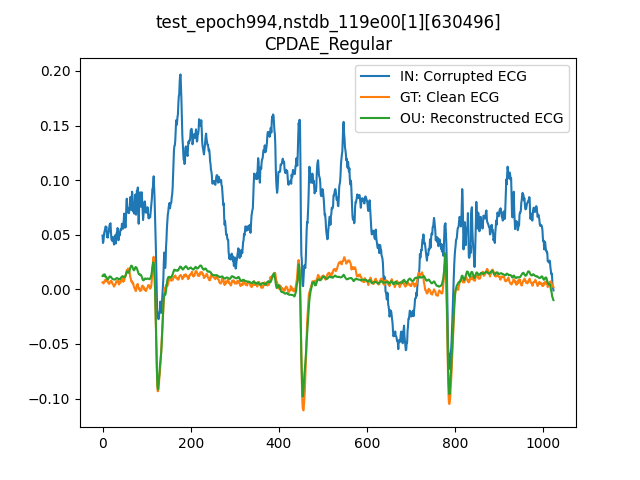 test_epoch994,nstdb_119e00[1][630496]
CPDAE_Regular
IN: Corrupted ECG
GT: Clean ECG
OU: Reconstructed ECG
0.20
0.15
0.10
0.05
0.00
−0.05
−0.10
0 200 400 600 800 1000